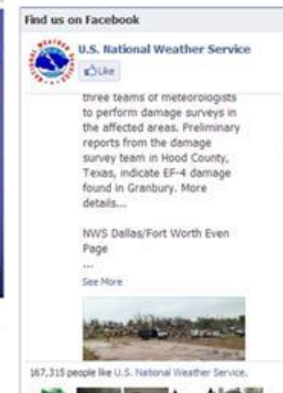 Find us on Facebook
U.S. National Weather Service
Like
three teams of meteorologists
to perform damage surveys in
the affected areas. Preliminary
reports from the damage
survey team in Hood County,
Texas, indicate EF-4 damage
found in Granbury. More
details...
NWS Dallas/Fort Worth Even
Page
...
See More
167,315 people like U.S. National Weather Service.